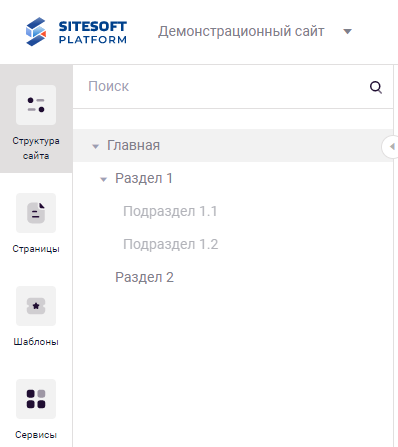 SITESOFT
PLATFORM
Демонстрационный сайт
Поиск
Структура
сайта
Страницы
Шаблоны
Сервисы
Главная
Раздел 1
Подраздел 1.1
Подраздел 1.2
Раздел 2